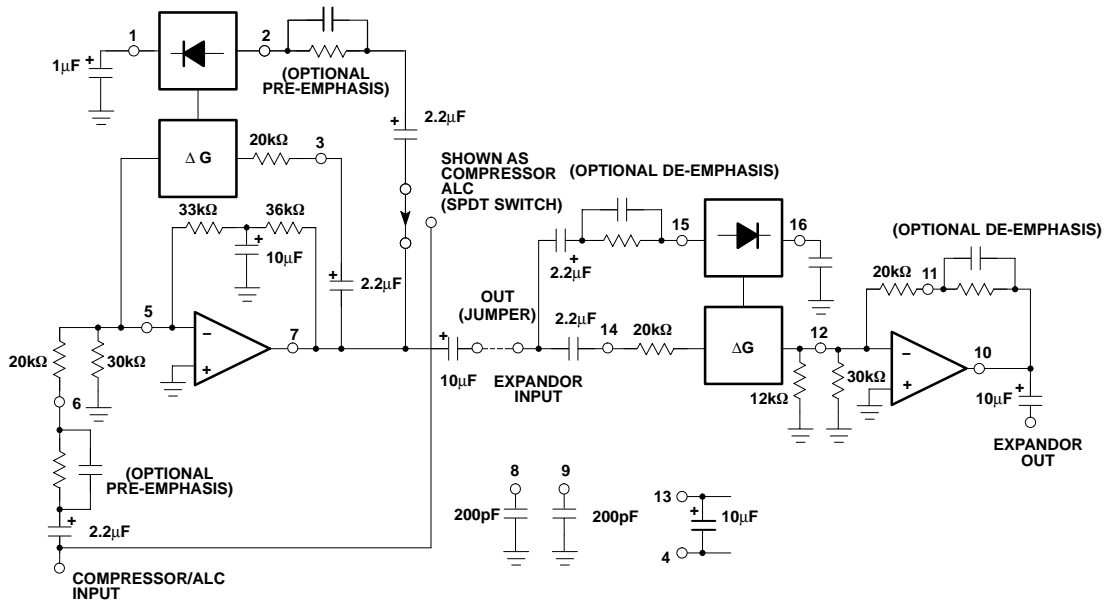 1
2
1µF
+
(OPTIONAL
PRE-EMPHASIS)
+
2.2µF
Δ G
20kΩ
3
SHOWN AS
COMPRESSOR
ALC
(SPDT SWITCH)
33kΩ
36kΩ
+
10µF
+
2.2µF
5
7
−
+
20kΩ
30kΩ
6
(OPTIONAL
PRE-EMPHASIS)
+
2.2µF
COMPRESSOR/ALC
INPUT
(OPTIONAL DE-EMPHASIS)
15
16
+
2.2µF
OUT
(JUMPER)
+
10µF
EXPANDOR
INPUT
2.2µF
14
20kΩ
ΔG
12
12kΩ
30kΩ
(OPTIONAL DE-EMPHASIS)
20kΩ
11
−
+
10
+
10µF
EXPANDOR
OUT
8
200pF
9
200pF
13
+
10µF
4